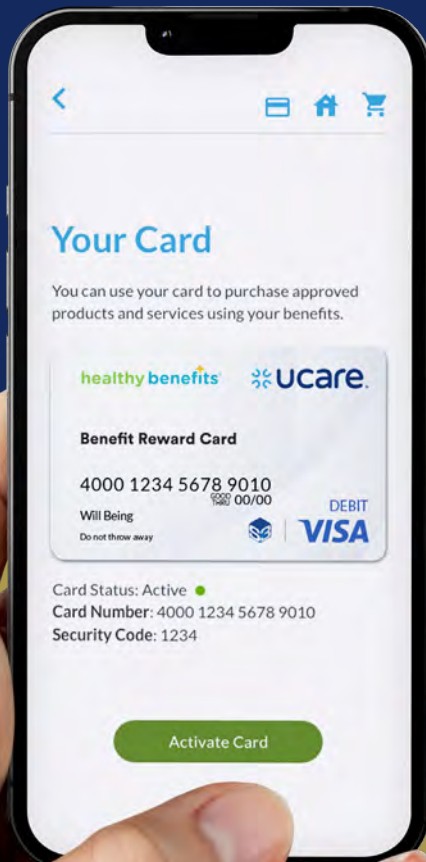 Your Card
You can use your card to purchase approved
products and services using your benefits.
healthy benefits
ucare.
Benefit Reward Card
4000 1234 5678 9010
GOOD THRU 00/00
Will Being
DEBIT
Do not throw away
VISA
Card Status: Active
Card Number: 4000 1234 5678 9010
Security Code: 1234
Activate Card